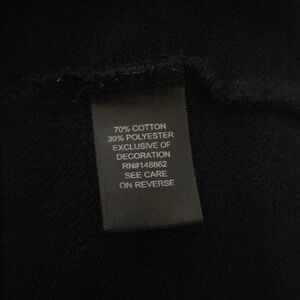 70% COTTON
30% POLYESTER
EXCLUSIVE OF
DECORATION
RN#148862
SEE CARE
ON REVERSE